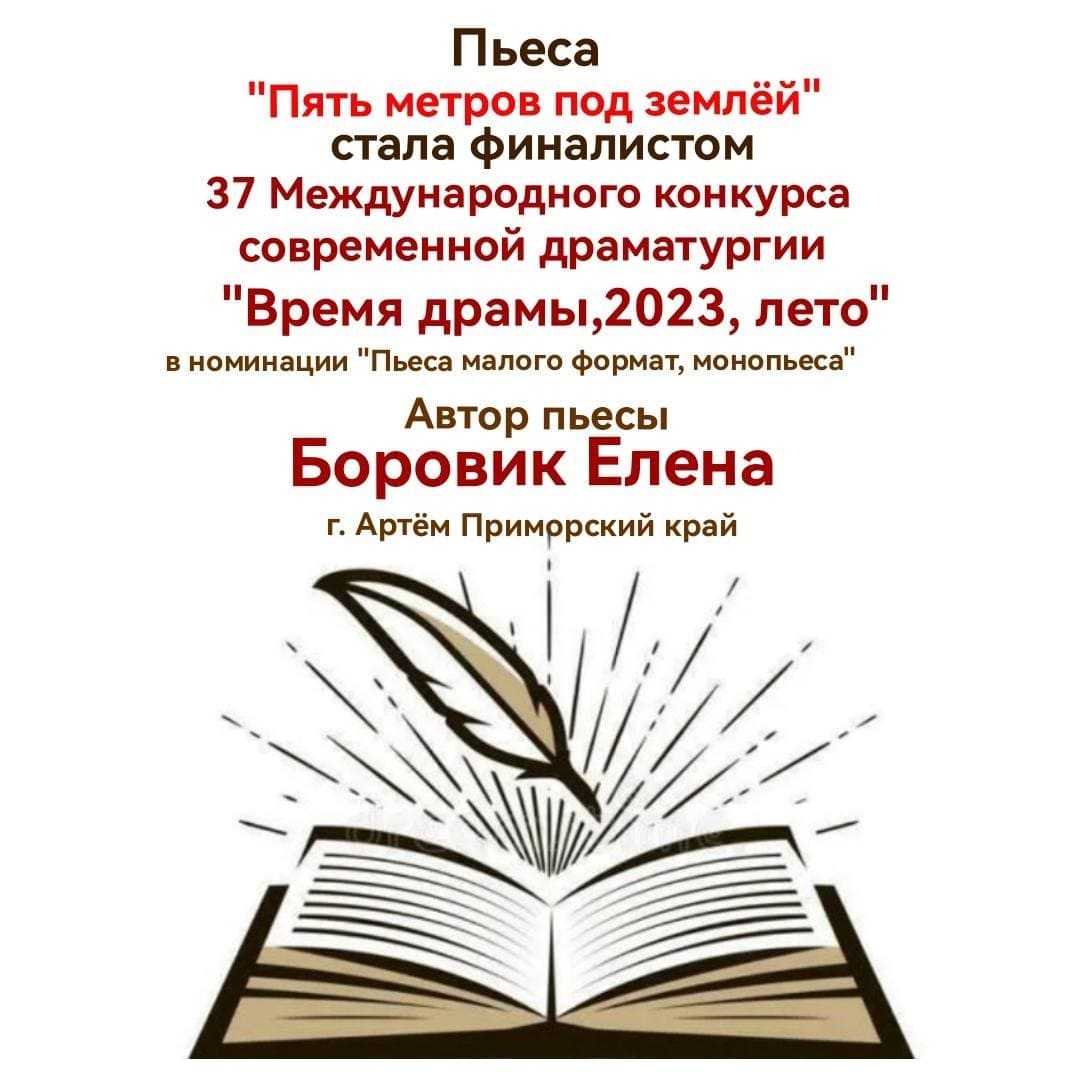 Пьеса
"Пять метров под землёй"
стала финалистом
37 Международного конкурса
современной драматургии
"Время драмы,2023, лето"
в номинации "Пьеса малого формат, монопьеса"
Автор пьесы
Боровик Елена
г. Артём Приморский край